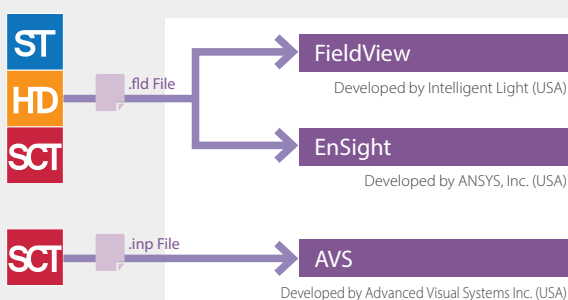 ST
HD
SCT
.fld File
FieldView
Developed by Intelligent Light (USA)
EnSight
Developed by ANSYS, Inc. (USA)
SCT
.inp File
AVS
Developed by Advanced Visual Systems Inc. (USA)